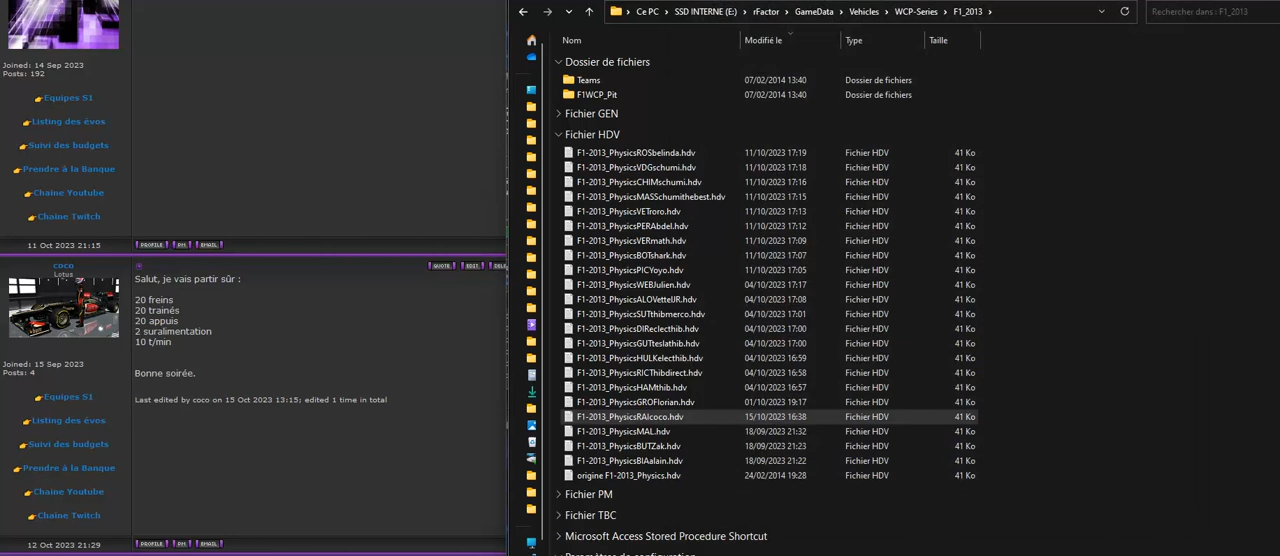 Joined: 14 Sep 2023
Posts: 192
👉Equipes S1
👉Listing des évos
👉Suivi des budgets
👉Prendre à la Banque
👉Chaine Youtube
👉Chaine Twitch
11 Oct 2023 21:15
PROFILE PM EMAIL
coco
Lotus
QUOTE EDIT DELE
Salut, je vais partir sûr :
20 freins
20 trainés
20 appuis
2 suralimentation
10 t/min
Bonne soirée.
Last edited by coco on 15 Oct 2023 13:15; edited 1 time in total
Joined: 15 Sep 2023
Posts: 4
👉Equipes S1
👉Listing des évos
👉Suivi des budgets
👉Prendre à la Banque
👉Chaine Youtube
👉Chaine Twitch
12 Oct 2023 21:29
PROFILE PM EMAIL
Ce PC > SSD INTERNE (E:) > rFactor > GameData > Vehicles > WCP-Series > F1_2013 >
Rechercher dans : F1_2013
Nom Modifié le Type Taille
Dossier de fichiers
Teams 07/02/2014 13:40 Dossier de fichiers
F1WCP_Pit 07/02/2014 13:40 Dossier de fichiers
Fichier GEN
Fichier HDV
F1-2013_PhysicsROSbelinda.hdv 11/10/2023 17:19 Fichier HDV 41 Ko
F1-2013_PhysicsVDGschumi.hdv 11/10/2023 17:18 Fichier HDV 41 Ko
F1-2013_PhysicsCHIMschumi.hdv 11/10/2023 17:16 Fichier HDV 41 Ko
F1-2013_PhysicsMASSchumithebest.hdv 11/10/2023 17:15 Fichier HDV 41 Ko
F1-2013_PhysicsVETroro.hdv 11/10/2023 17:13 Fichier HDV 41 Ko
F1-2013_PhysicsPERAbdel.hdv 11/10/2023 17:12 Fichier HDV 41 Ko
F1-2013_PhysicsVERmath.hdv 11/10/2023 17:09 Fichier HDV 41 Ko
F1-2013_PhysicsBOTshark.hdv 11/10/2023 17:07 Fichier HDV 41 Ko
F1-2013_PhysicsPICYoyo.hdv 11/10/2023 17:05 Fichier HDV 41 Ko
F1-2013_PhysicsWEBJulien.hdv 04/10/2023 17:17 Fichier HDV 41 Ko
F1-2013_PhysicsALOVettelJR.hdv 04/10/2023 17:08 Fichier HDV 41 Ko
F1-2013_PhysicsSUTthibmerco.hdv 04/10/2023 17:01 Fichier HDV 41 Ko
F1-2013_PhysicsDIReclecthib.hdv 04/10/2023 17:00 Fichier HDV 41 Ko
F1-2013_PhysicsGUTteslathib.hdv 04/10/2023 17:00 Fichier HDV 41 Ko
F1-2013_PhysicsHULKelecthib.hdv 04/10/2023 16:59 Fichier HDV 41 Ko
F1-2013_PhysicsRICThibdirect.hdv 04/10/2023 16:58 Fichier HDV 41 Ko
F1-2013_PhysicsHAMthib.hdv 04/10/2023 16:57 Fichier HDV 41 Ko
F1-2013_PhysicsGROFlorian.hdv 01/10/2023 19:17 Fichier HDV 41 Ko
F1-2013_PhysicsRAIcoco.hdv 15/10/2023 16:38 Fichier HDV 41 Ko
F1-2013_PhysicsMAL.hdv 18/09/2023 21:32 Fichier HDV 41 Ko
F1-2013_PhysicsBUTZak.hdv 18/09/2023 21:23 Fichier HDV 41 Ko
F1-2013_PhysicsBIAalain.hdv 18/09/2023 21:22 Fichier HDV 41 Ko
origine F1-2013_Physics.hdv 24/02/2014 19:28 Fichier HDV 41 Ko
Fichier PM
Fichier TBC
Microsoft Access Stored Procedure Shortcut
Paramètres de configuration